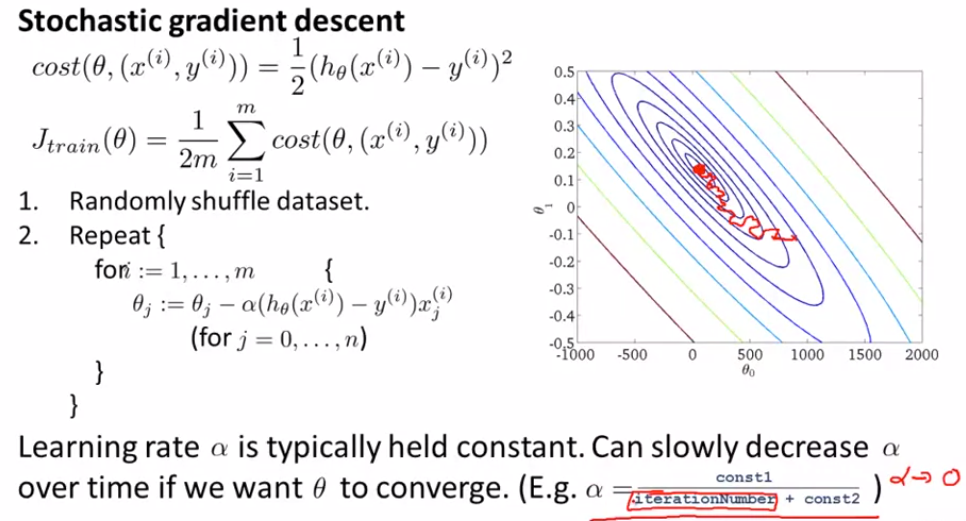 Stochastic gradient descent
cost(θ, (x^(i), y^(i))) = 1/2 (h_θ(x^(i)) − y^(i))^2
J_train(θ) = 1/2m ∑_{i=1}^{m} cost(θ, (x^(i), y^(i)))
1. Randomly shuffle dataset.
2. Repeat {
for i := 1, . . . , m {
θ_j := θ_j − α(h_θ(x^(i)) − y^(i))x_j^(i)
(for j = 0, . . . , n)
}
}
0.5
0.4
0.3
0.2
0.1
0
-0.1
-0.2
-0.3
-0.4
-0.5
θ_1
-1000 -500 0 500 1000 1500 2000
θ_0
Learning rate α is typically held constant. Can slowly decrease α
over time if we want θ to converge. (E.g. α = const1 / iterationNumber + const2 ) α→0